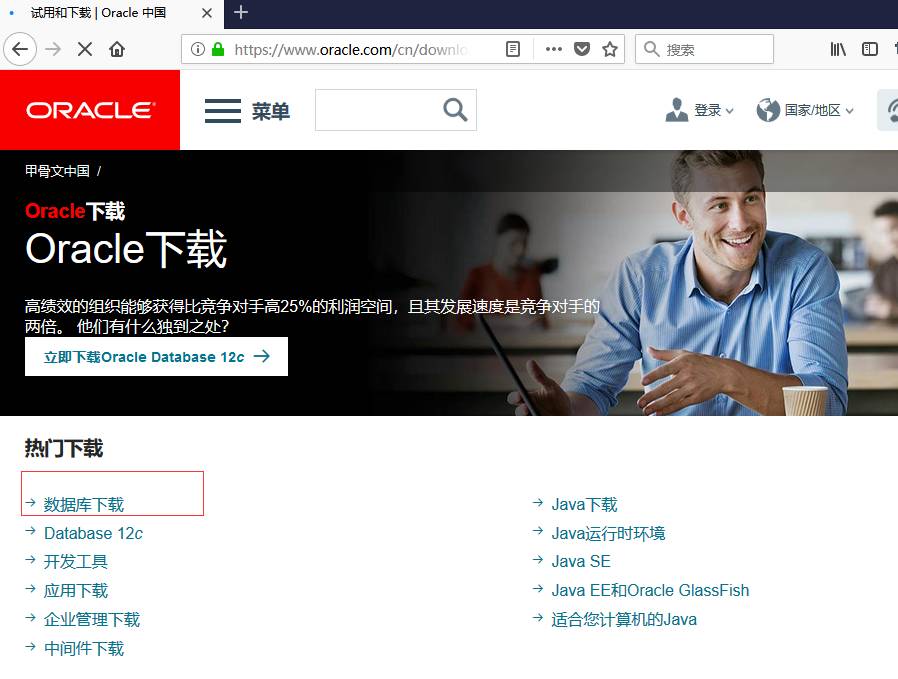 试用和下载 | Oracle 中国
https://www.oracle.com/cn/downlo
搜索
ORACLE
菜单
登录
国家/地区
甲骨文中国 /
Oracle下载
Oracle下载
高绩效的组织能够获得比竞争对手高25%的利润空间，且其发展速度是竞争对手的
两倍。 他们有什么独到之处？
立即下载Oracle Database 12c
热门下载
数据库下载
Database 12c
开发工具
应用下载
企业管理下载
中间件下载
Java下载
Java运行时环境
Java SE
Java EE和Oracle GlassFish
适合您计算机的Java